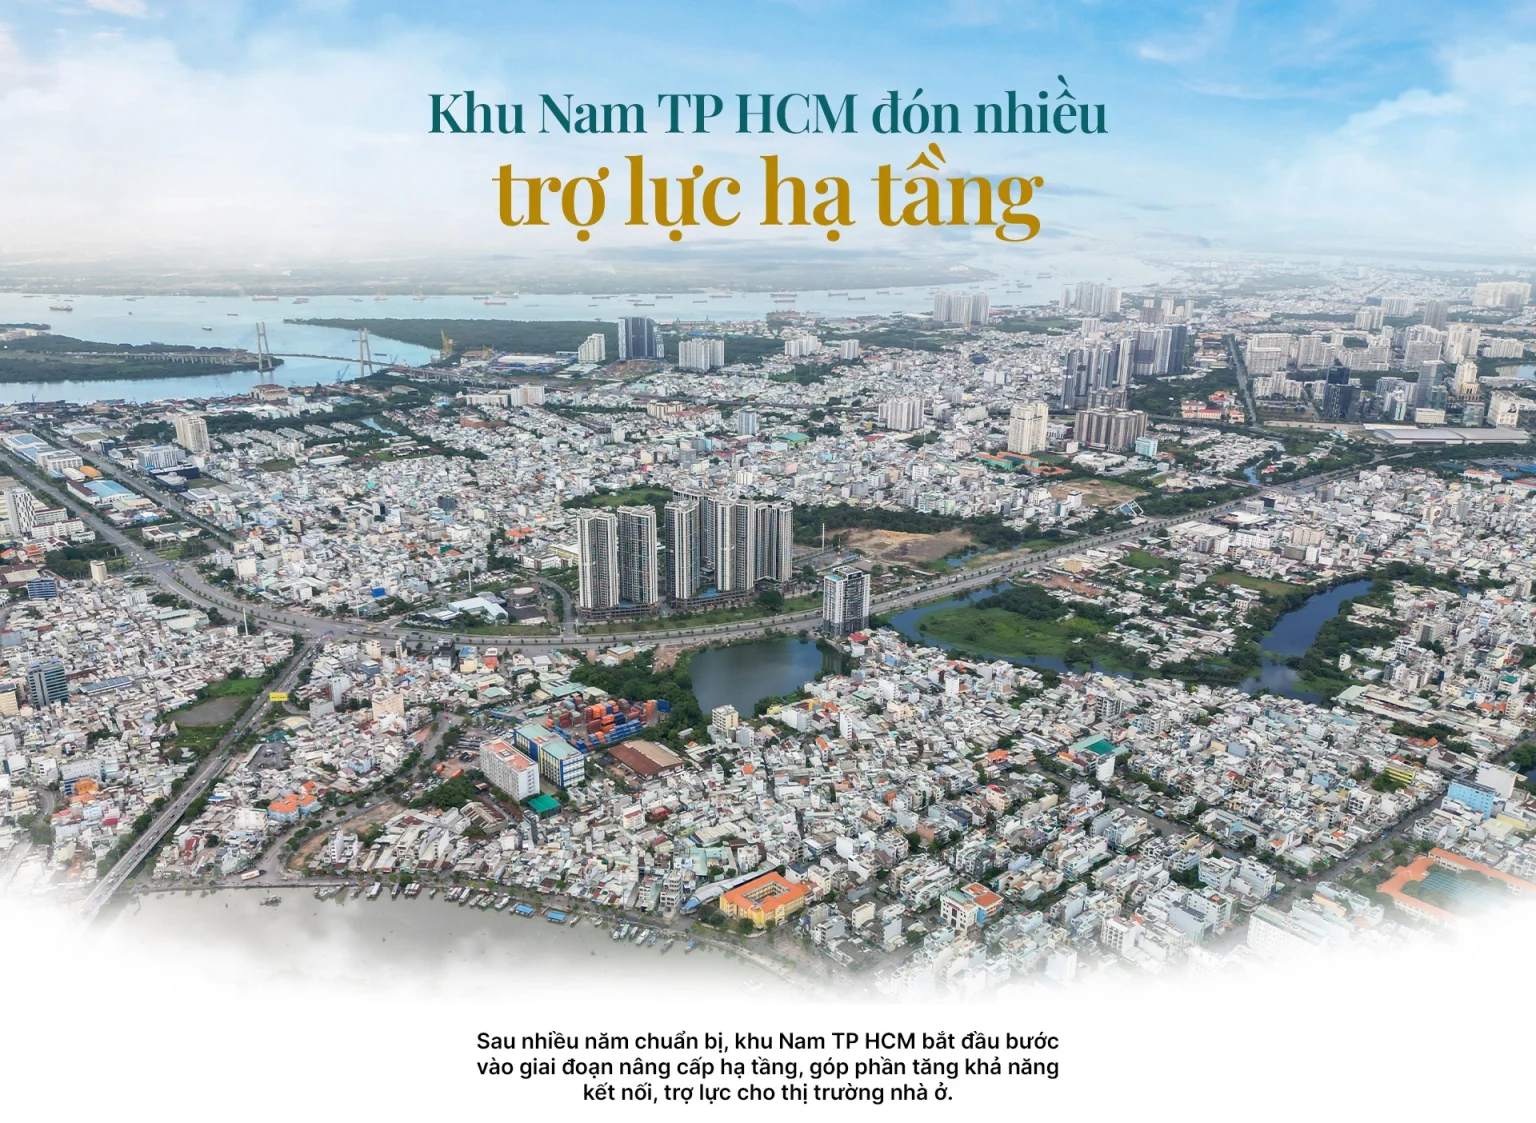 Khu Nam TP HCM đón nhiều
trợ lực hạ tầng
Sau nhiều năm chuẩn bị, khu Nam TP HCM bắt đầu bước
vào giai đoạn nâng cấp hạ tầng, góp phần tăng khả năng
kết nối, trợ lực cho thị trường nhà ở.